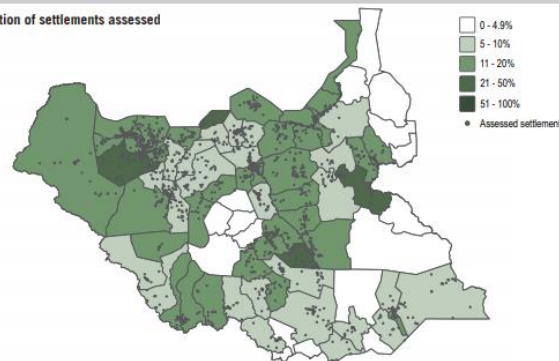 tion of settlements assessed
0 - 4.9%
5 - 10%
11 - 20%
21 - 50%
51 - 100%
Assessed settlement